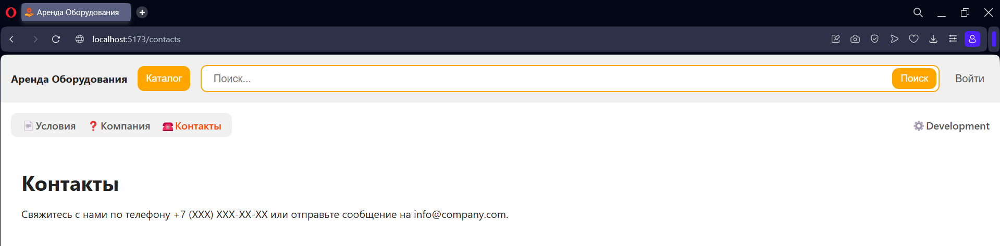 Аренда Оборудования
localhost:5173/contacts
Аренда Оборудования Каталог Поиск... Поиск Войти
Условия Компания Контакты Development
Контакты
Свяжитесь с нами по телефону +7 (XXX) XXX-XX-XX или отправьте сообщение на info@company.com.